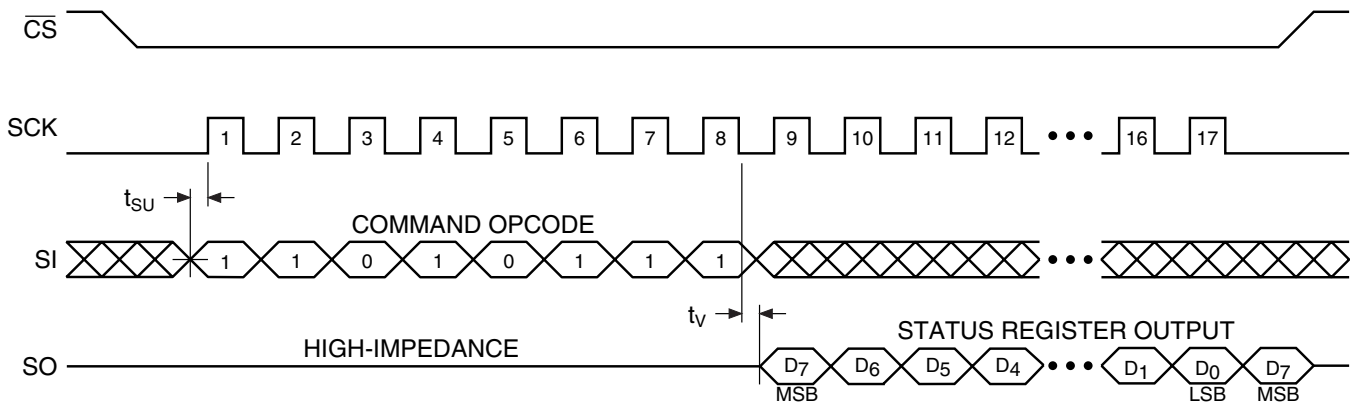 CS
SCK 1 2 3 4 5 6 7 8 9 10 11 12 ••• 16 17
tSU
COMMAND OPCODE
SI 1 1 0 1 0 1 1 1 •••
tV
STATUS REGISTER OUTPUT
HIGH-IMPEDANCE
SO D7 D6 D5 D4 ••• D1 D0 D7
MSB LSB MSB